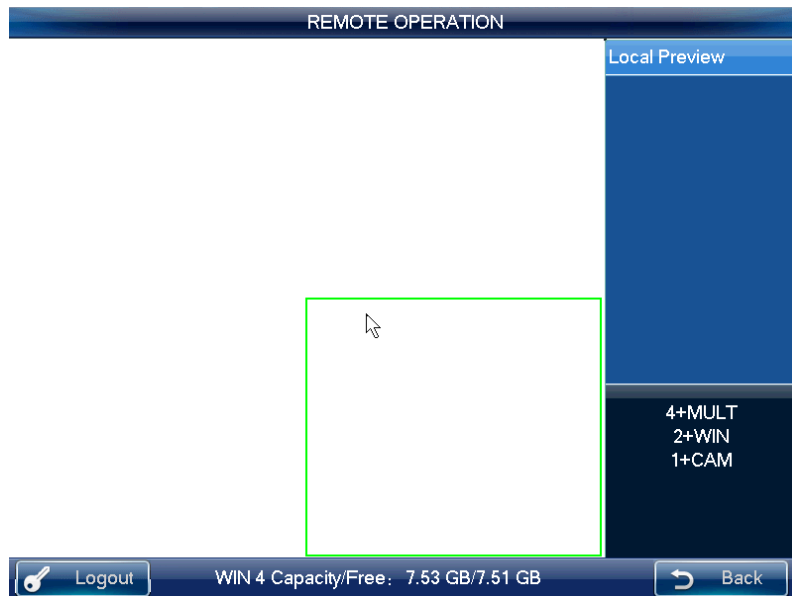 REMOTE OPERATION
Local Preview
4+MULT
2+WIN
1+CAM
Logout
WIN 4 Capacity/Free： 7.53 GB/7.51 GB
Back